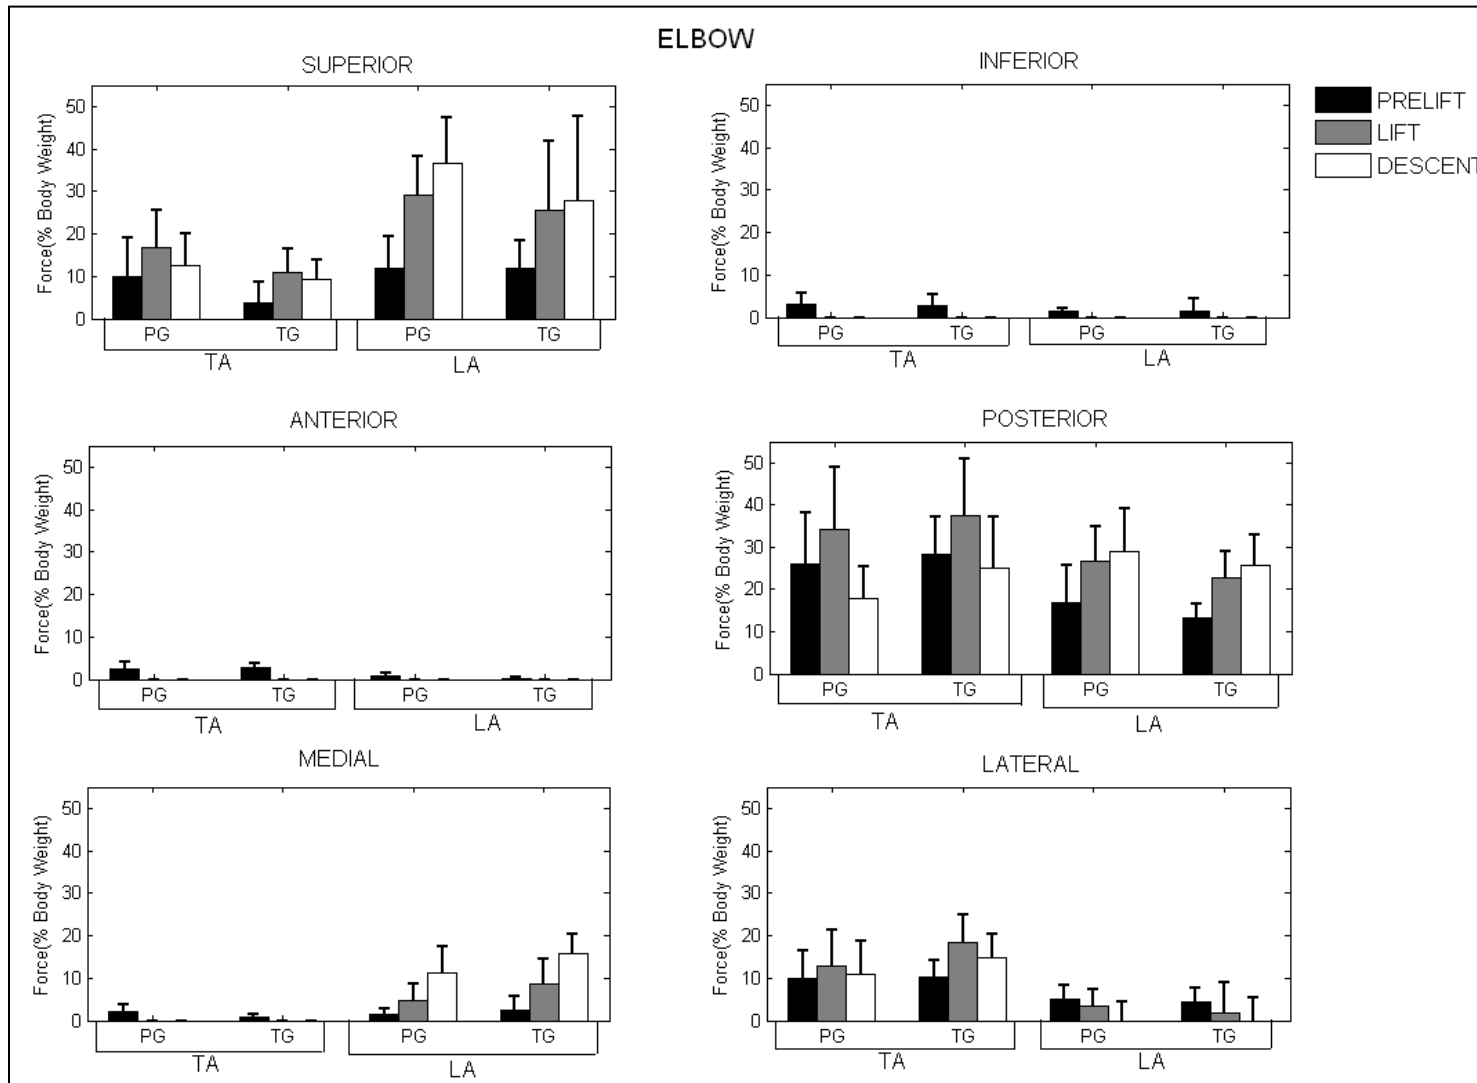 ELBOW
SUPERIOR
Force(% Body Weight)
50
40
30
20
10
0
PG
TG
PG
TG
TA
LA
INFERIOR
Force(% Body Weight)
50
40
30
20
10
0
PG
TG
PG
TG
TA
LA
PRELIFT
LIFT
DESCENT
ANTERIOR
Force(% Body Weight)
50
40
30
20
10
0
PG
TG
PG
TG
TA
LA
POSTERIOR
Force(% Body Weight)
50
40
30
20
10
0
PG
TG
PG
TG
TA
LA
MEDIAL
Force(% Body Weight)
50
40
30
20
10
0
PG
TG
PG
TG
TA
LA
LATERAL
Force(% Body Weight)
50
40
30
20
10
0
PG
TG
PG
TG
TA
LA